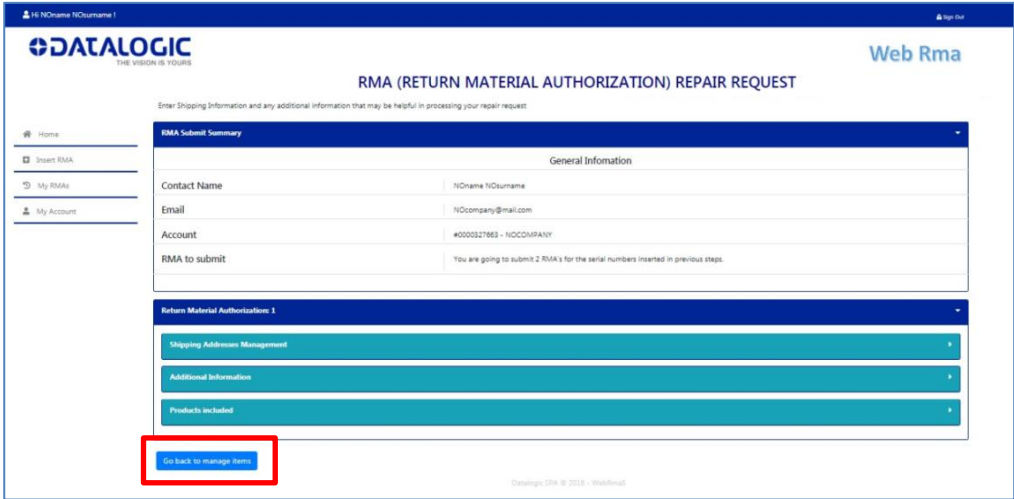 Hi NOname NOsurname !
Sign Out
DATALOGIC
THE VISION IS YOURS
Web Rma
RMA (RETURN MATERIAL AUTHORIZATION) REPAIR REQUEST
Enter Shipping Information and any additional information that may be helpful in processing your repair request
Home
Insert RMA
My RMAs
My Account
RMA Submit Summary
General Infomation
Contact Name NOname NOsurname
Email NOcompany@mail.com
Account #0000327663 - NOCOMPANY
RMA to submit You are going to submit 2 RMA's for the serial numbers inserted in previous steps.
Return Material Authorization: 1
Shipping Addresses Management
Additional Information
Products included
Go back to manage items
Datalogic SPA @ 2018 - WebRmaS